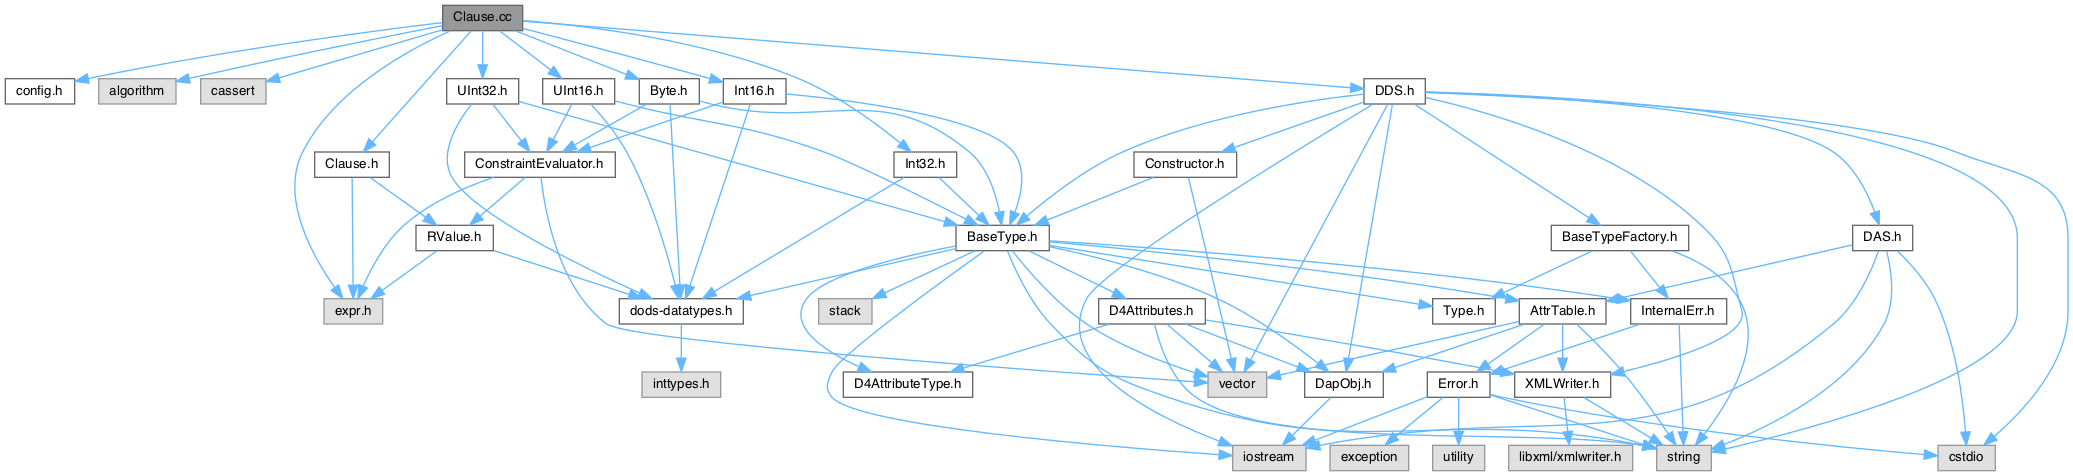 Clause.cc
config.h
algorithm
cassert
UInt32.h
UInt16.h
Byte.h
Int16.h
DDS.h
Clause.h
ConstraintEvaluator.h
Int32.h
Constructor.h
RValue.h
BaseType.h
BaseTypeFactory.h
DAS.h
expr.h
dods-datatypes.h
stack
D4Attributes.h
Type.h
AttrTable.h
InternalErr.h
inttypes.h
D4AttributeType.h
vector
DapObj.h
Error.h
XMLWriter.h
iostream
exception
utility
libxml/xmlwriter.h
string
cstdio